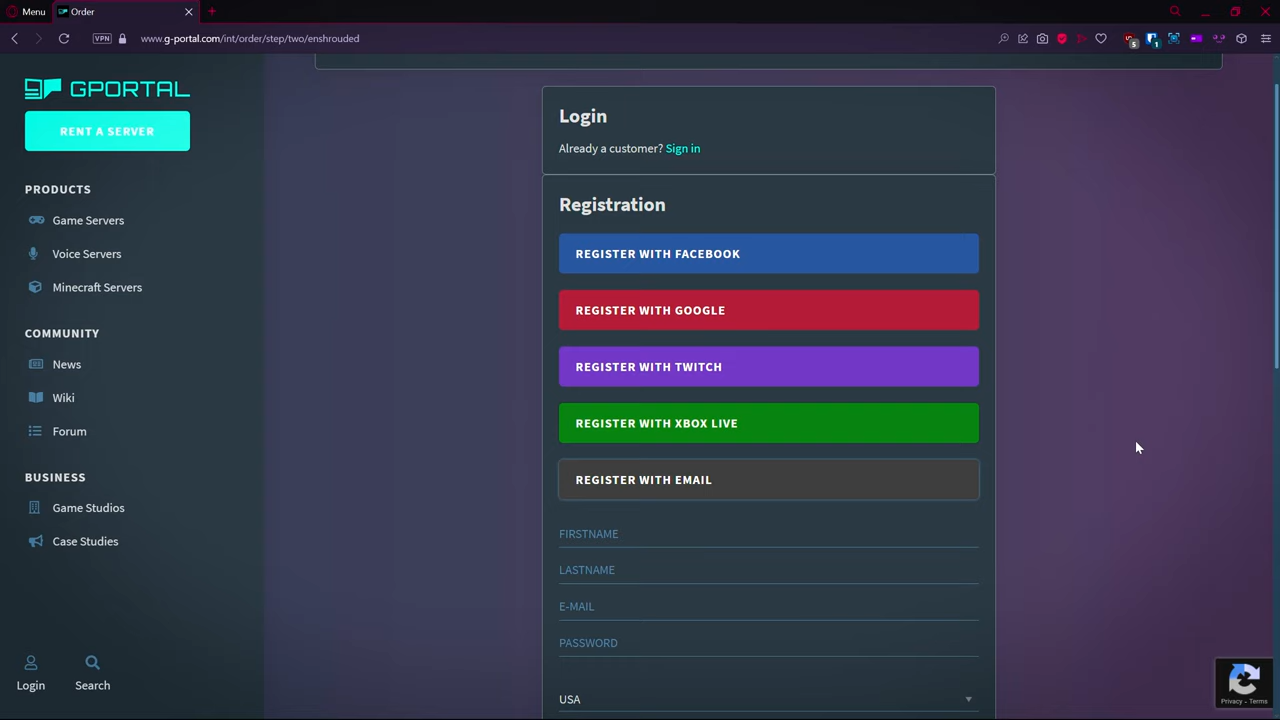 Menu
Order
VPN
www.g-portal.com/int/order/step/two/enshrouded
5
1
GPORTAL
RENT A SERVER
PRODUCTS
Game Servers
Voice Servers
Minecraft Servers
COMMUNITY
News
Wiki
Forum
BUSINESS
Game Studios
Case Studies
Login
Search
Login
Already a customer? Sign in
Registration
REGISTER WITH FACEBOOK
REGISTER WITH GOOGLE
REGISTER WITH TWITCH
REGISTER WITH XBOX LIVE
REGISTER WITH EMAIL
FIRSTNAME
LASTNAME
E-MAIL
PASSWORD
USA
Privacy - Terms